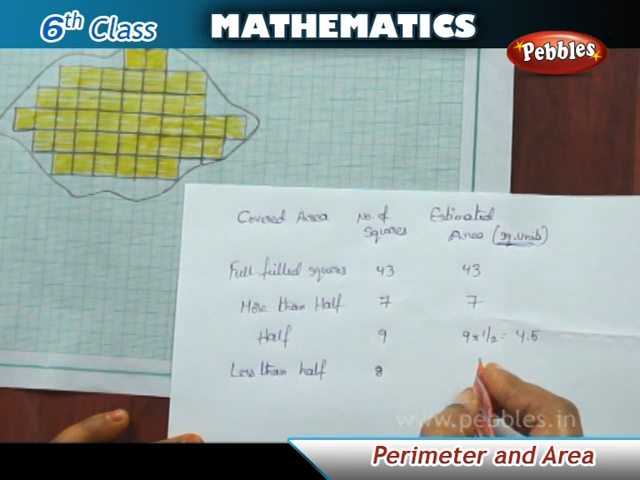 6th Class
MATHEMATICS
Pebbles
Covered Area No. of Squares Estimated Area (sq. units)
Full-filled squares 43 43
More than Half 7 7
Half 9 9x1/2 = 4.5
Less than half 8
www.pebbles.in
Perimeter and Area